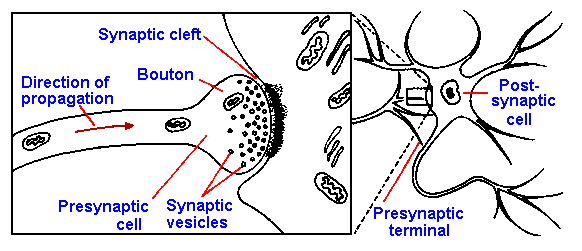 Synaptic cleft
Bouton
Direction of
propagation
Presynaptic
cell
Synaptic
vesicles
Post-
synaptic
cell
Presynaptic
terminal